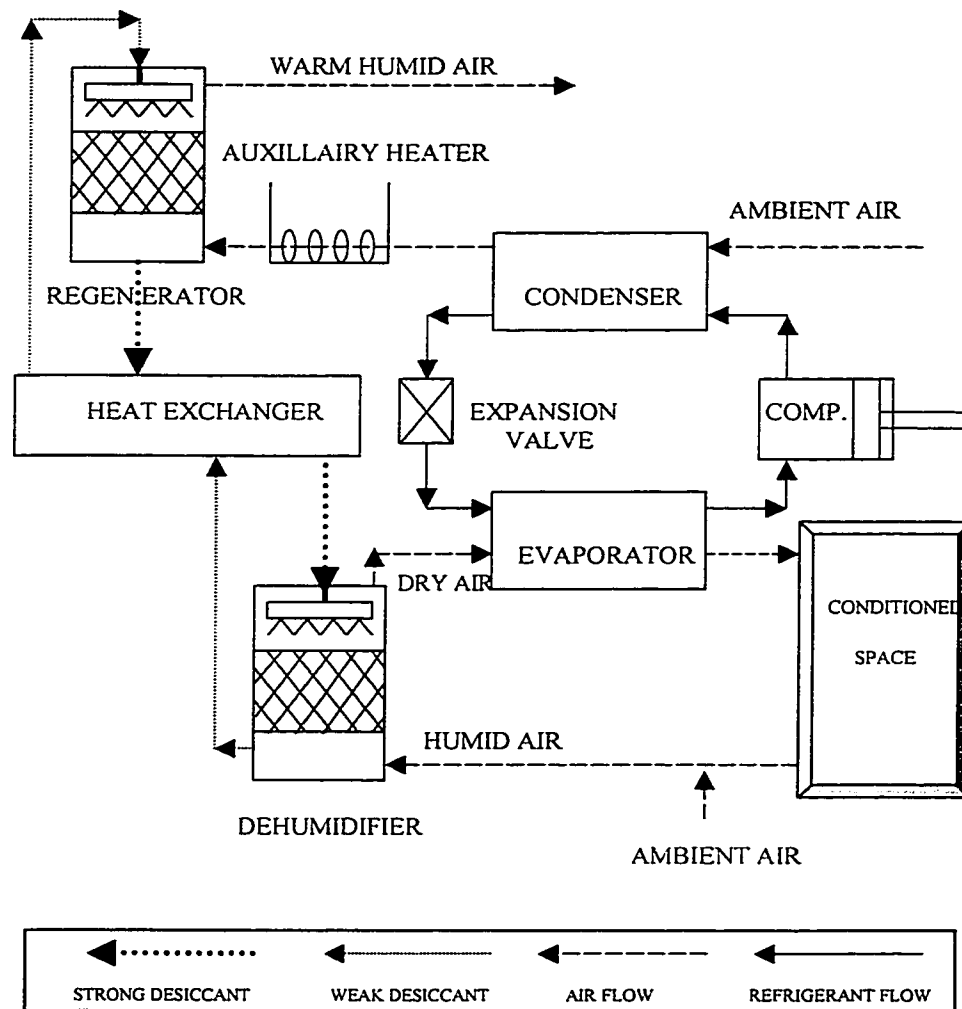 WARM HUMID AIR
AUXILLAIRY HEATER
AMBIENT AIR
CONDENSER
REGENERATOR
HEAT EXCHANGER
EXPANSION
VALVE
COMP.
EVAPORATOR
DRY AIR
CONDITIONED
SPACE
HUMID AIR
DEHUMIDIFIER
AMBIENT AIR
STRONG DESICCANT
WEAK DESICCANT
AIR FLOW
REFRIGERANT FLOW